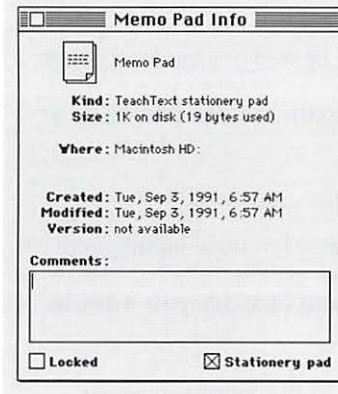 Memo Pad Info
Memo Pad
Kind: TeachText stationery pad
Size: 1K on disk (19 bytes used)
Where: Macintosh HD:
Created: Tue, Sep 3, 1991, 6:57 AM
Modified: Tue, Sep 3, 1991, 6:57 AM
Version: not available
Comments:
Locked
Stationery pad